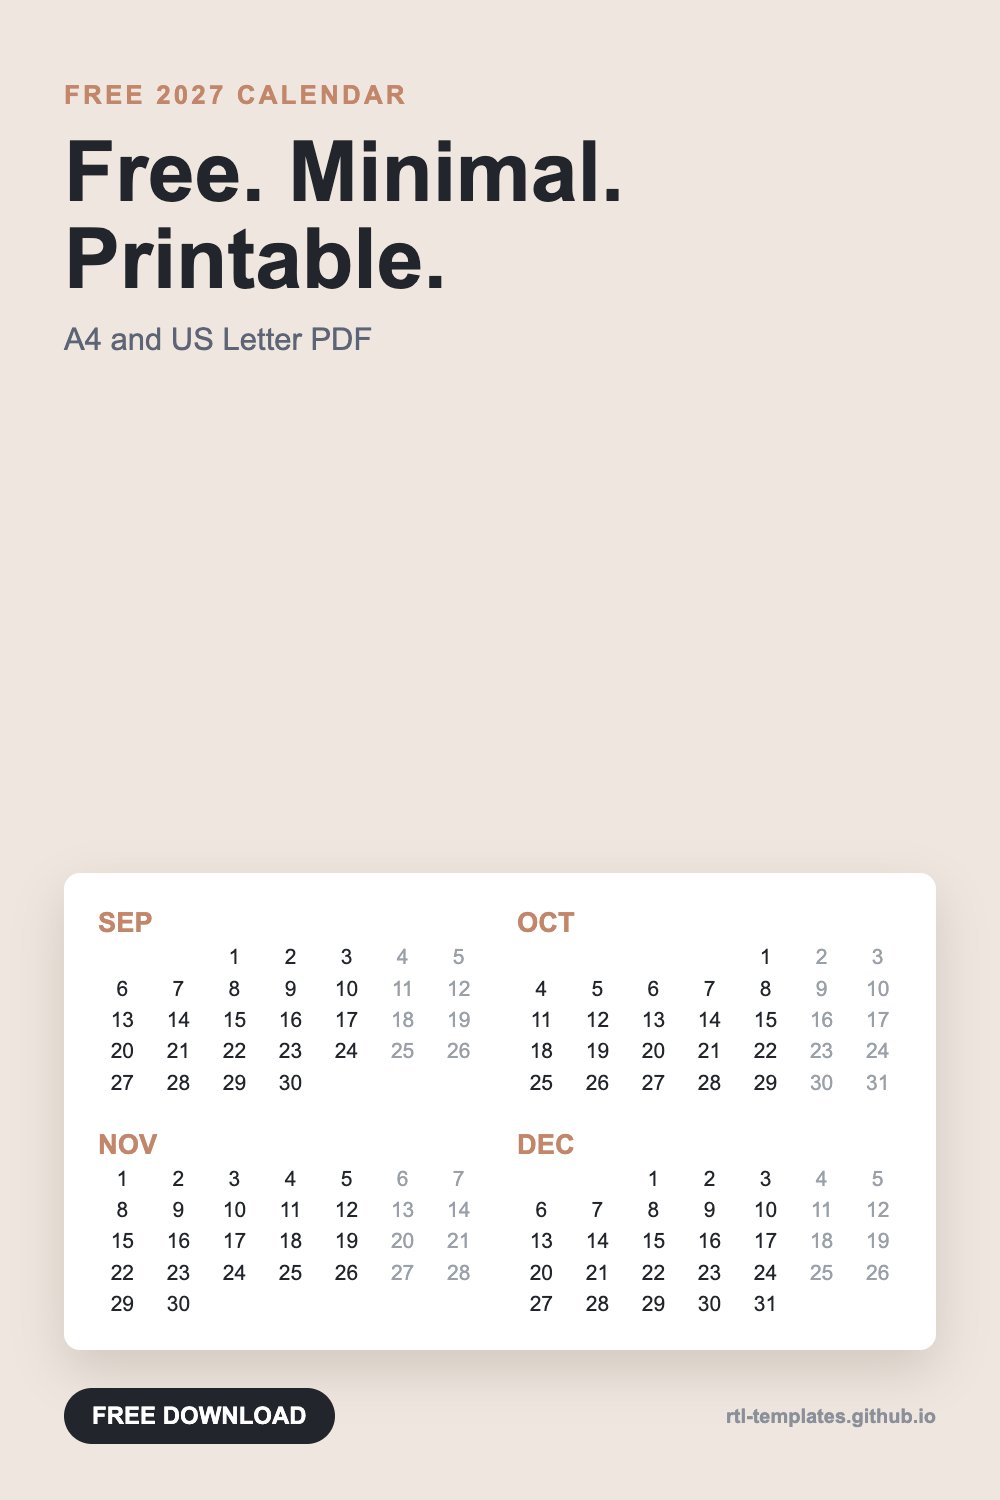 FREE 2027 CALENDAR
Free. Minimal.
Printable.
A4 and US Letter PDF
SEP
1 2 3 4 5
6 7 8 9 10 11 12
13 14 15 16 17 18 19
20 21 22 23 24 25 26
27 28 29 30
OCT
1 2 3
4 5 6 7 8 9 10
11 12 13 14 15 16 17
18 19 20 21 22 23 24
25 26 27 28 29 30 31
NOV
1 2 3 4 5 6 7
8 9 10 11 12 13 14
15 16 17 18 19 20 21
22 23 24 25 26 27 28
29 30
DEC
1 2 3 4 5
6 7 8 9 10 11 12
13 14 15 16 17 18 19
20 21 22 23 24 25 26
27 28 29 30 31
FREE DOWNLOAD
rtl-templates.github.io